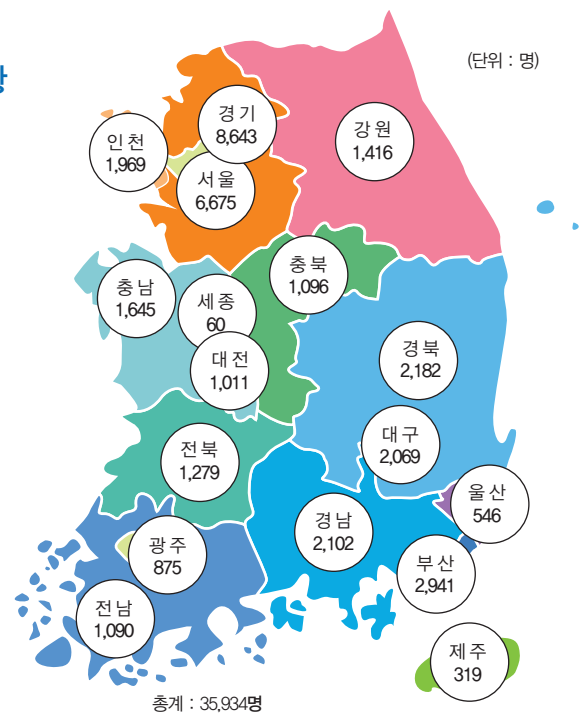 황
(단위 : 명)
경기
8,643
강원
1,416
인천
1,969
서울
6,675
충북
1,096
충남
1,645
세종
60
대전
1,011
경북
2,182
대구
2,069
전북
1,279
울산
546
경남
2,102
광주
875
부산
2,941
전남
1,090
제주
319
총계 : 35,934명